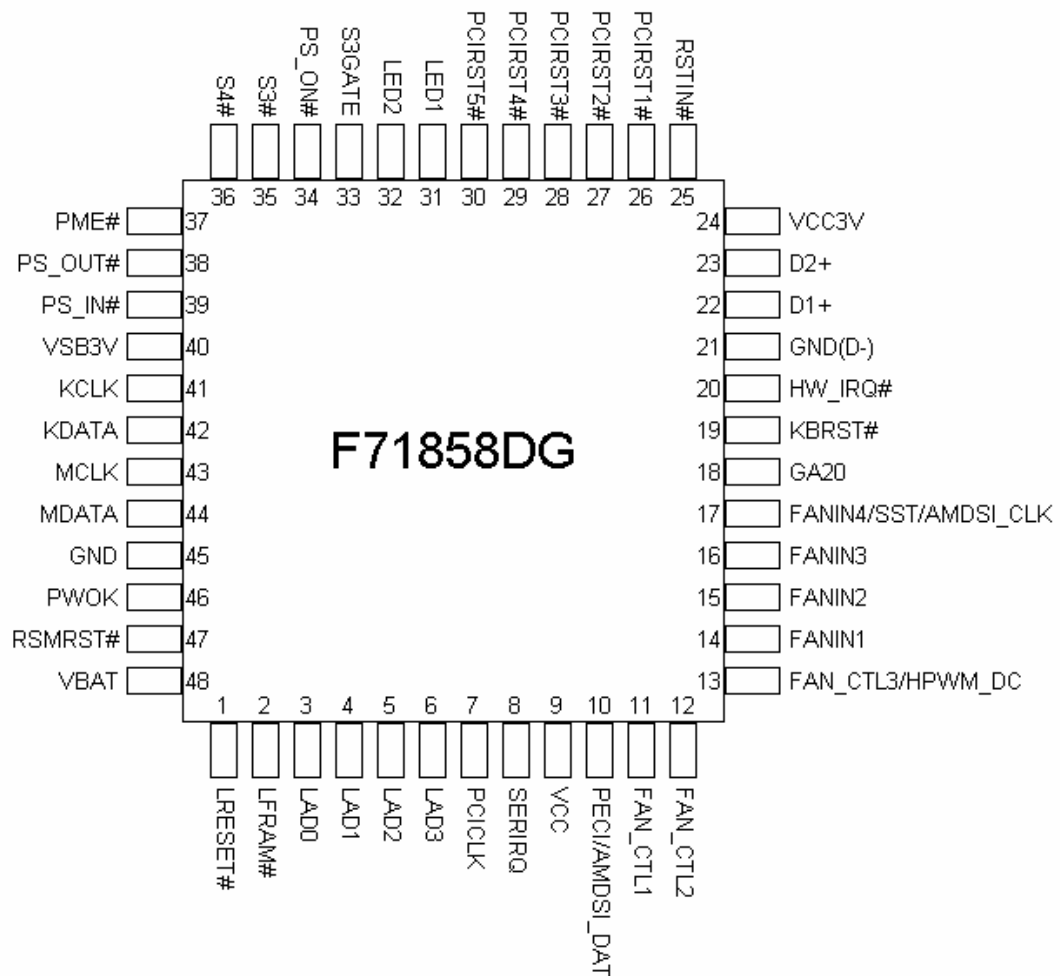 S4#
S3#
PS_ON#
S3GATE
LED2
LED1
PCIRST5#
PCIRST4#
PCIRST3#
PCIRST2#
PCIRST1#
RSTIN#
36 35 34 33 32 31 30 29 28 27 26 25
PME# 37
PS_OUT# 38
PS_IN# 39
VSB3V 40
KCLK 41
KDATA 42
MCLK 43
MDATA 44
GND 45
PWOK 46
RSMRST# 47
VBAT 48
F71858DG
24 VCC3V
23 D2+
22 D1+
21 GND(D-)
20 HW_IRQ#
19 KBRST#
18 GA20
17 FANIN4/SST/AMDSI_CLK
16 FANIN3
15 FANIN2
14 FANIN1
13 FAN_CTL3/HPWM_DC
1 2 3 4 5 6 7 8 9 10 11 12
LRESET#
LFRAM#
LAD0
LAD1
LAD2
LAD3
PCICLK
SERIRQ
VCC
PECI/AMDSI_DAT
FAN_CTL1
FAN_CTL2